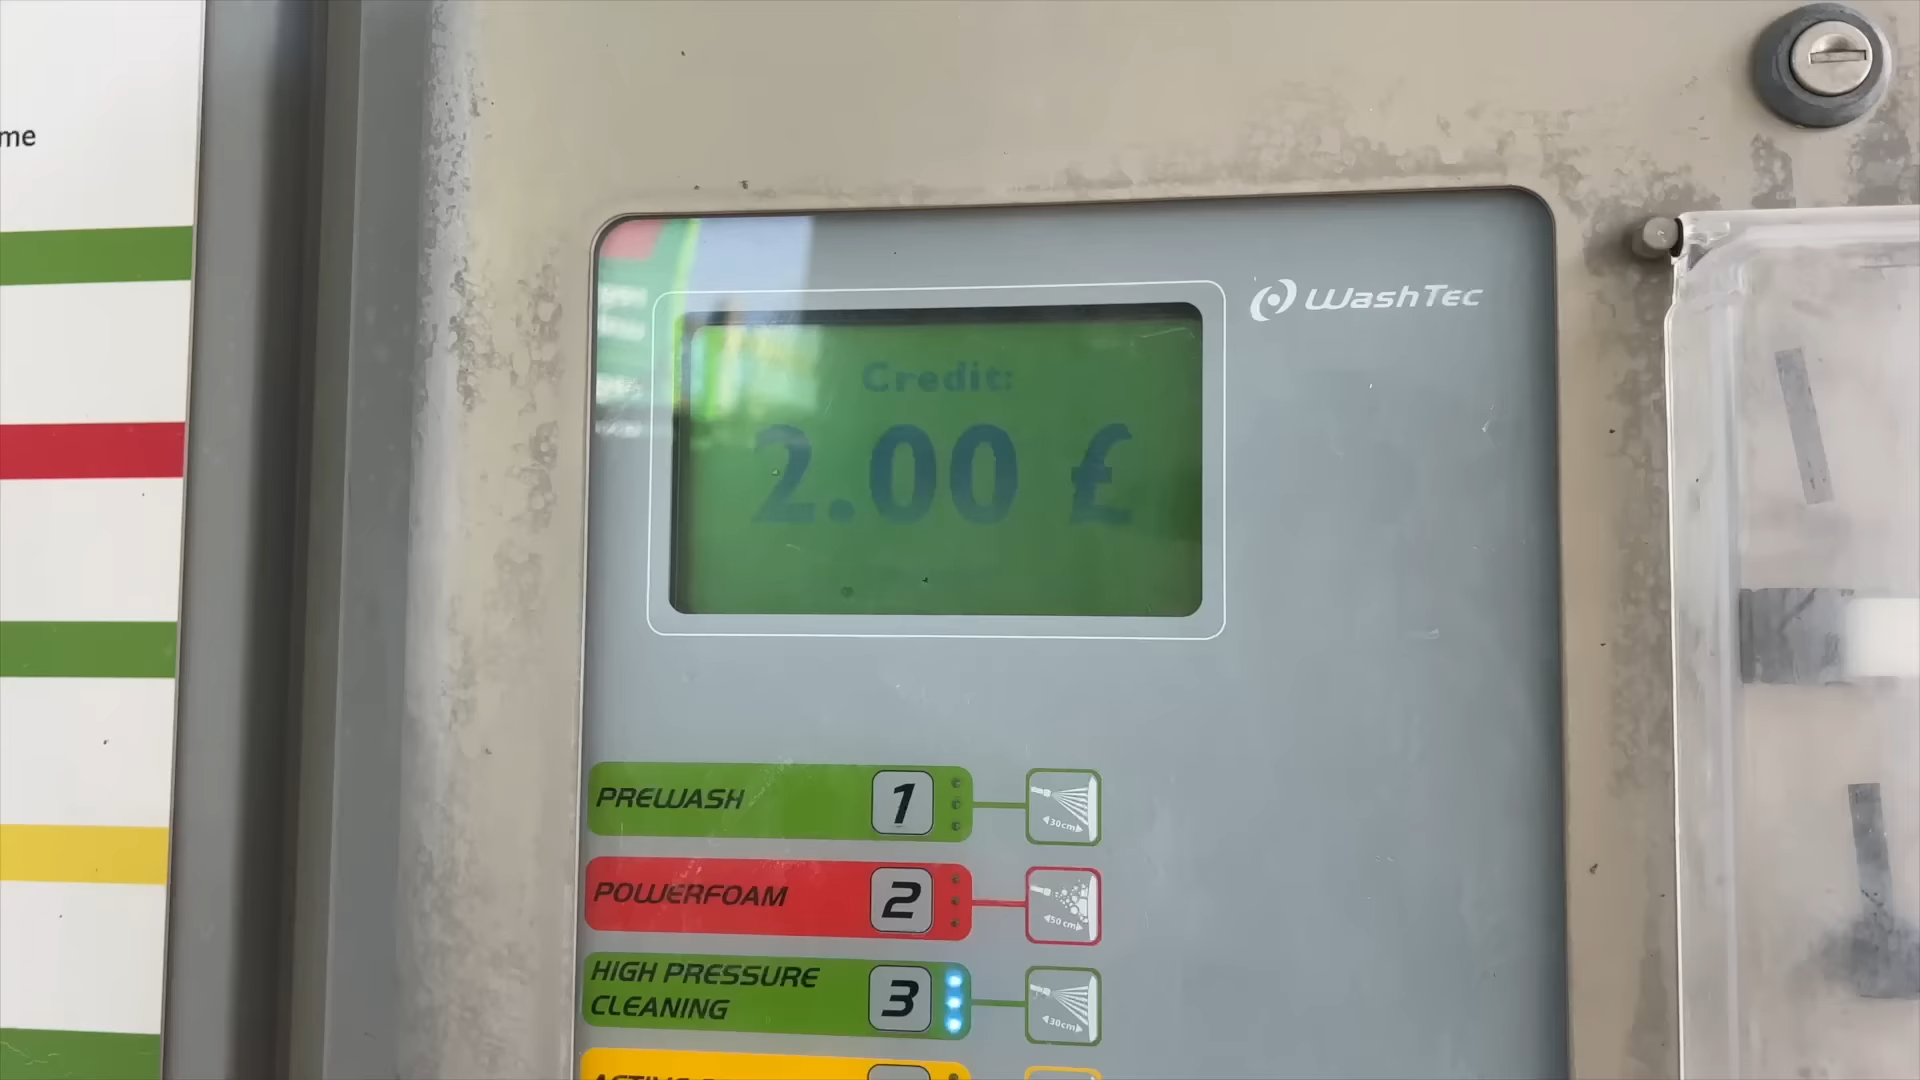 me
WashTec
Credit:
2.00 £
PREWASH 1
30cm
POWERFOAM 2
50 cm
HIGH PRESSURE
CLEANING 3
30cm